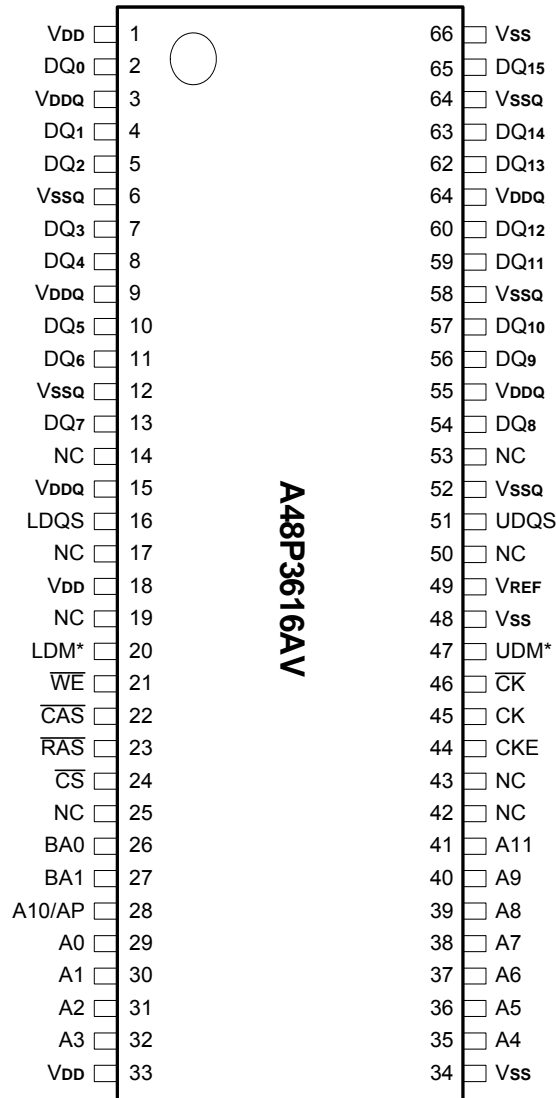 VDD 1 66 VSS
DQ0 2 65 DQ15
VDDQ 3 64 VSSQ
DQ1 4 63 DQ14
DQ2 5 62 DQ13
VSSQ 6 64 VDDQ
DQ3 7 60 DQ12
DQ4 8 59 DQ11
VDDQ 9 58 VSSQ
DQ5 10 57 DQ10
DQ6 11 56 DQ9
VSSQ 12 55 VDDQ
DQ7 13 54 DQ8
NC 14 53 NC
VDDQ 15 52 VSSQ
LDQS 16 51 UDQS
NC 17 50 NC
VDD 18 49 VREF
NC 19 48 VSS
LDM* 20 47 UDM*
W̅E̅ 21 46 C̅K̅
C̅A̅S̅ 22 45 CK
R̅A̅S̅ 23 44 CKE
C̅S̅ 24 43 NC
NC 25 42 NC
BA0 26 41 A11
BA1 27 40 A9
A10/AP 28 39 A8
A0 29 38 A7
A1 30 37 A6
A2 31 36 A5
A3 32 35 A4
VDD 33 34 VSS
A48P3616AV